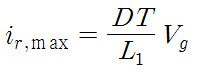 i_{r,max} = \frac{DT}{L_1} V_g